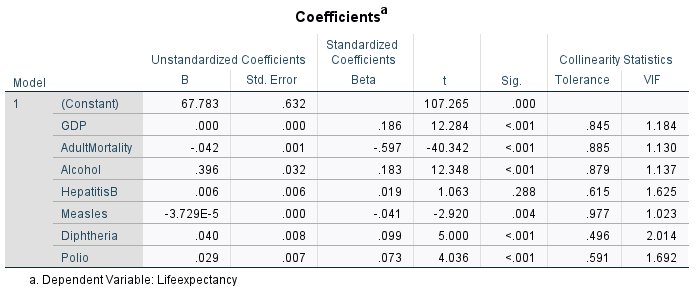 Coefficientsa
Unstandardized Coefficients Standardized Coefficients Collinearity Statistics
Model B Std. Error Beta t Sig. Tolerance VIF
1 (Constant) 67.783 .632 107.265 .000
GDP .000 .000 .186 12.284 <.001 .845 1.184
AdultMortality -.042 .001 -.597 -40.342 <.001 .885 1.130
Alcohol .396 .032 .183 12.348 <.001 .879 1.137
HepatitisB .006 .006 .019 1.063 .288 .615 1.625
Measles -3.729E-5 .000 -.041 -2.920 .004 .977 1.023
Diphtheria .040 .008 .099 5.000 <.001 .496 2.014
Polio .029 .007 .073 4.036 <.001 .591 1.692
a. Dependent Variable: Lifeexpectancy